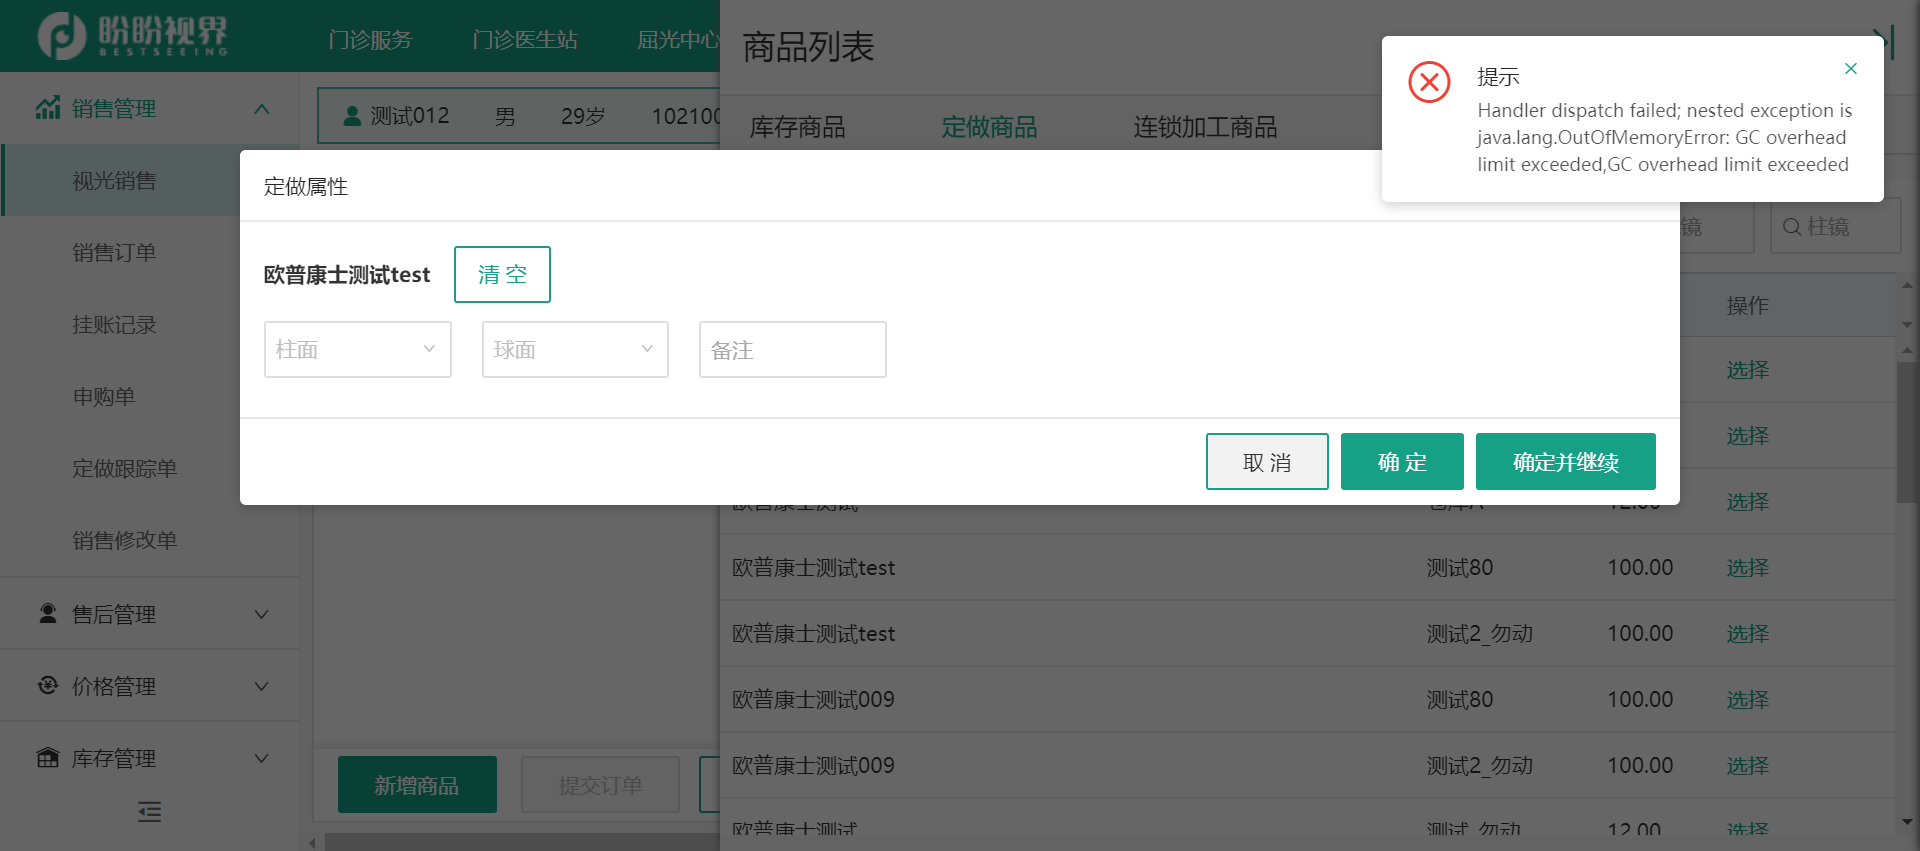 盼盼视界
BESTSEEING
门诊服务
门诊医生站
屈光中心
商品列表
提示
Handler dispatch failed; nested exception is
java.lang.OutOfMemoryError: GC overhead
limit exceeded,GC overhead limit exceeded
销售管理
视光销售
销售订单
挂账记录
申购单
定做跟踪单
销售修改单
售后管理
价格管理
库存管理
测试012 男 29岁 102100
库存商品
定做商品
连锁加工商品
镜
柱镜
定做属性
欧普康士测试test
清 空
柱面
球面
备注
取 消
确 定
确定并继续
操作
选择
选择
欧普康士测试 仓库A 12.00 选择
欧普康士测试test 测试80 100.00 选择
欧普康士测试test 测试2_勿动 100.00 选择
欧普康士测试009 测试80 100.00 选择
欧普康士测试009 测试2_勿动 100.00 选择
欧普康士测试 测试 勿动 12.00 选择
新增商品
提交订单